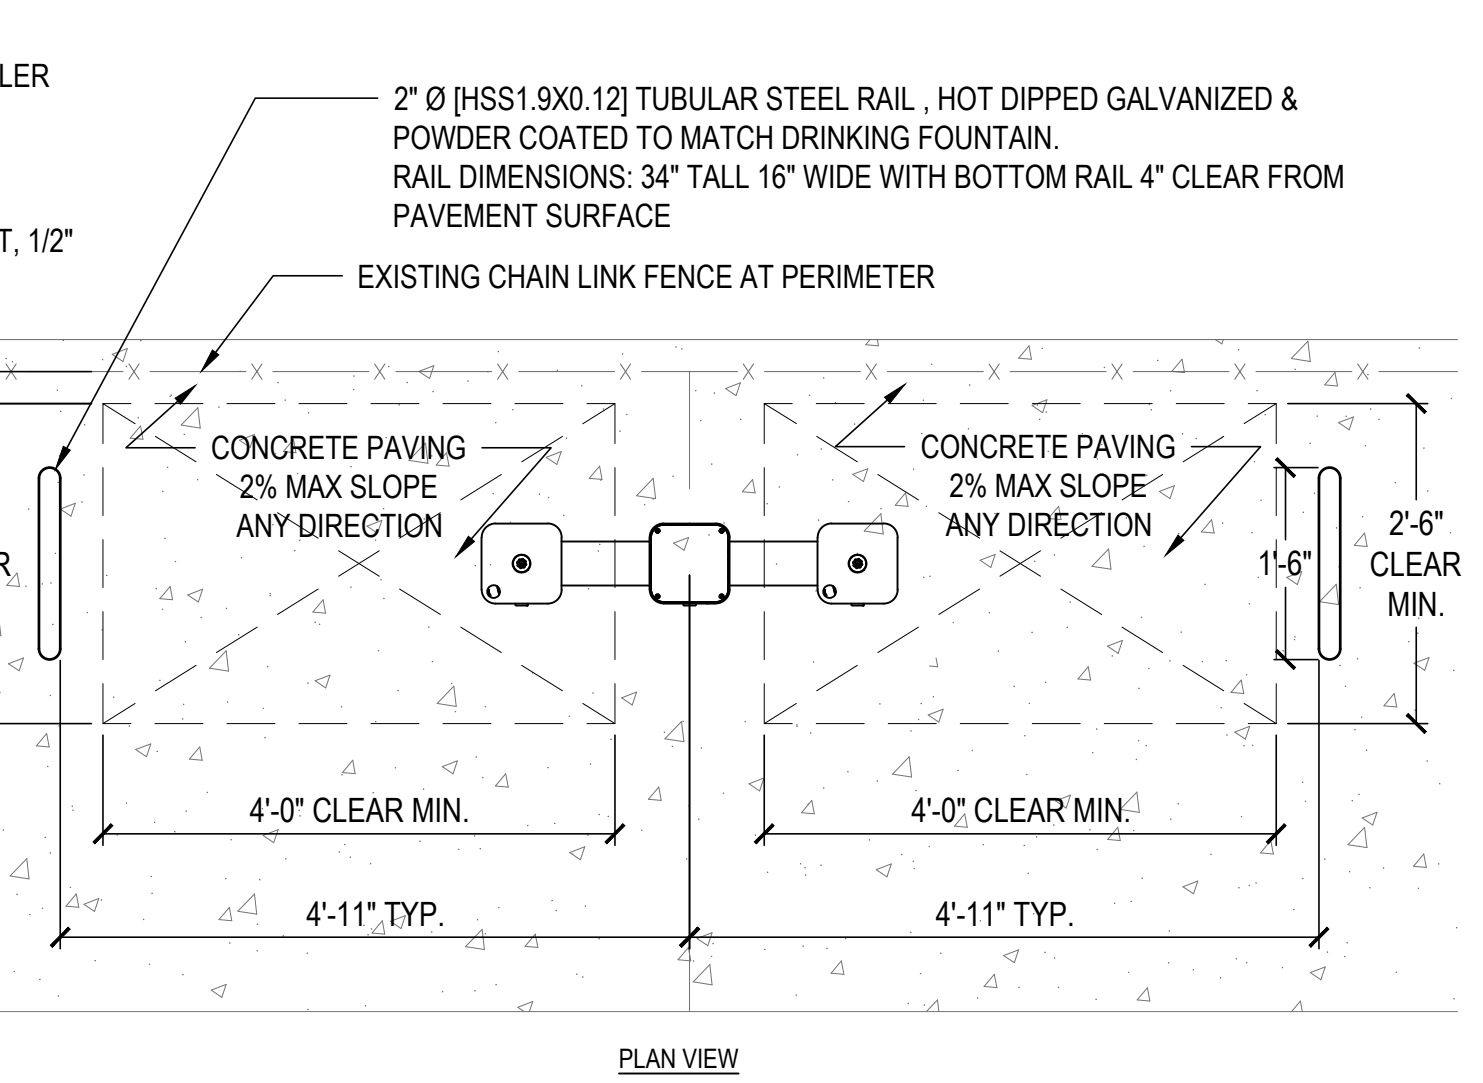 LER
2" Ø [HSS1.9X0.12] TUBULAR STEEL RAIL , HOT DIPPED GALVANIZED &
POWDER COATED TO MATCH DRINKING FOUNTAIN.
RAIL DIMENSIONS: 34" TALL 16" WIDE WITH BOTTOM RAIL 4" CLEAR FROM
PAVEMENT SURFACE
T, 1/2"
EXISTING CHAIN LINK FENCE AT PERIMETER
CONCRETE PAVING
2% MAX SLOPE
ANY DIRECTION
CONCRETE PAVING
2% MAX SLOPE
ANY DIRECTION
R
1'-6"
2'-6"
CLEAR
MIN.
4'-0" CLEAR MIN.
4'-0" CLEAR MIN.
4'-11" TYP.
4'-11" TYP.
PLAN VIEW